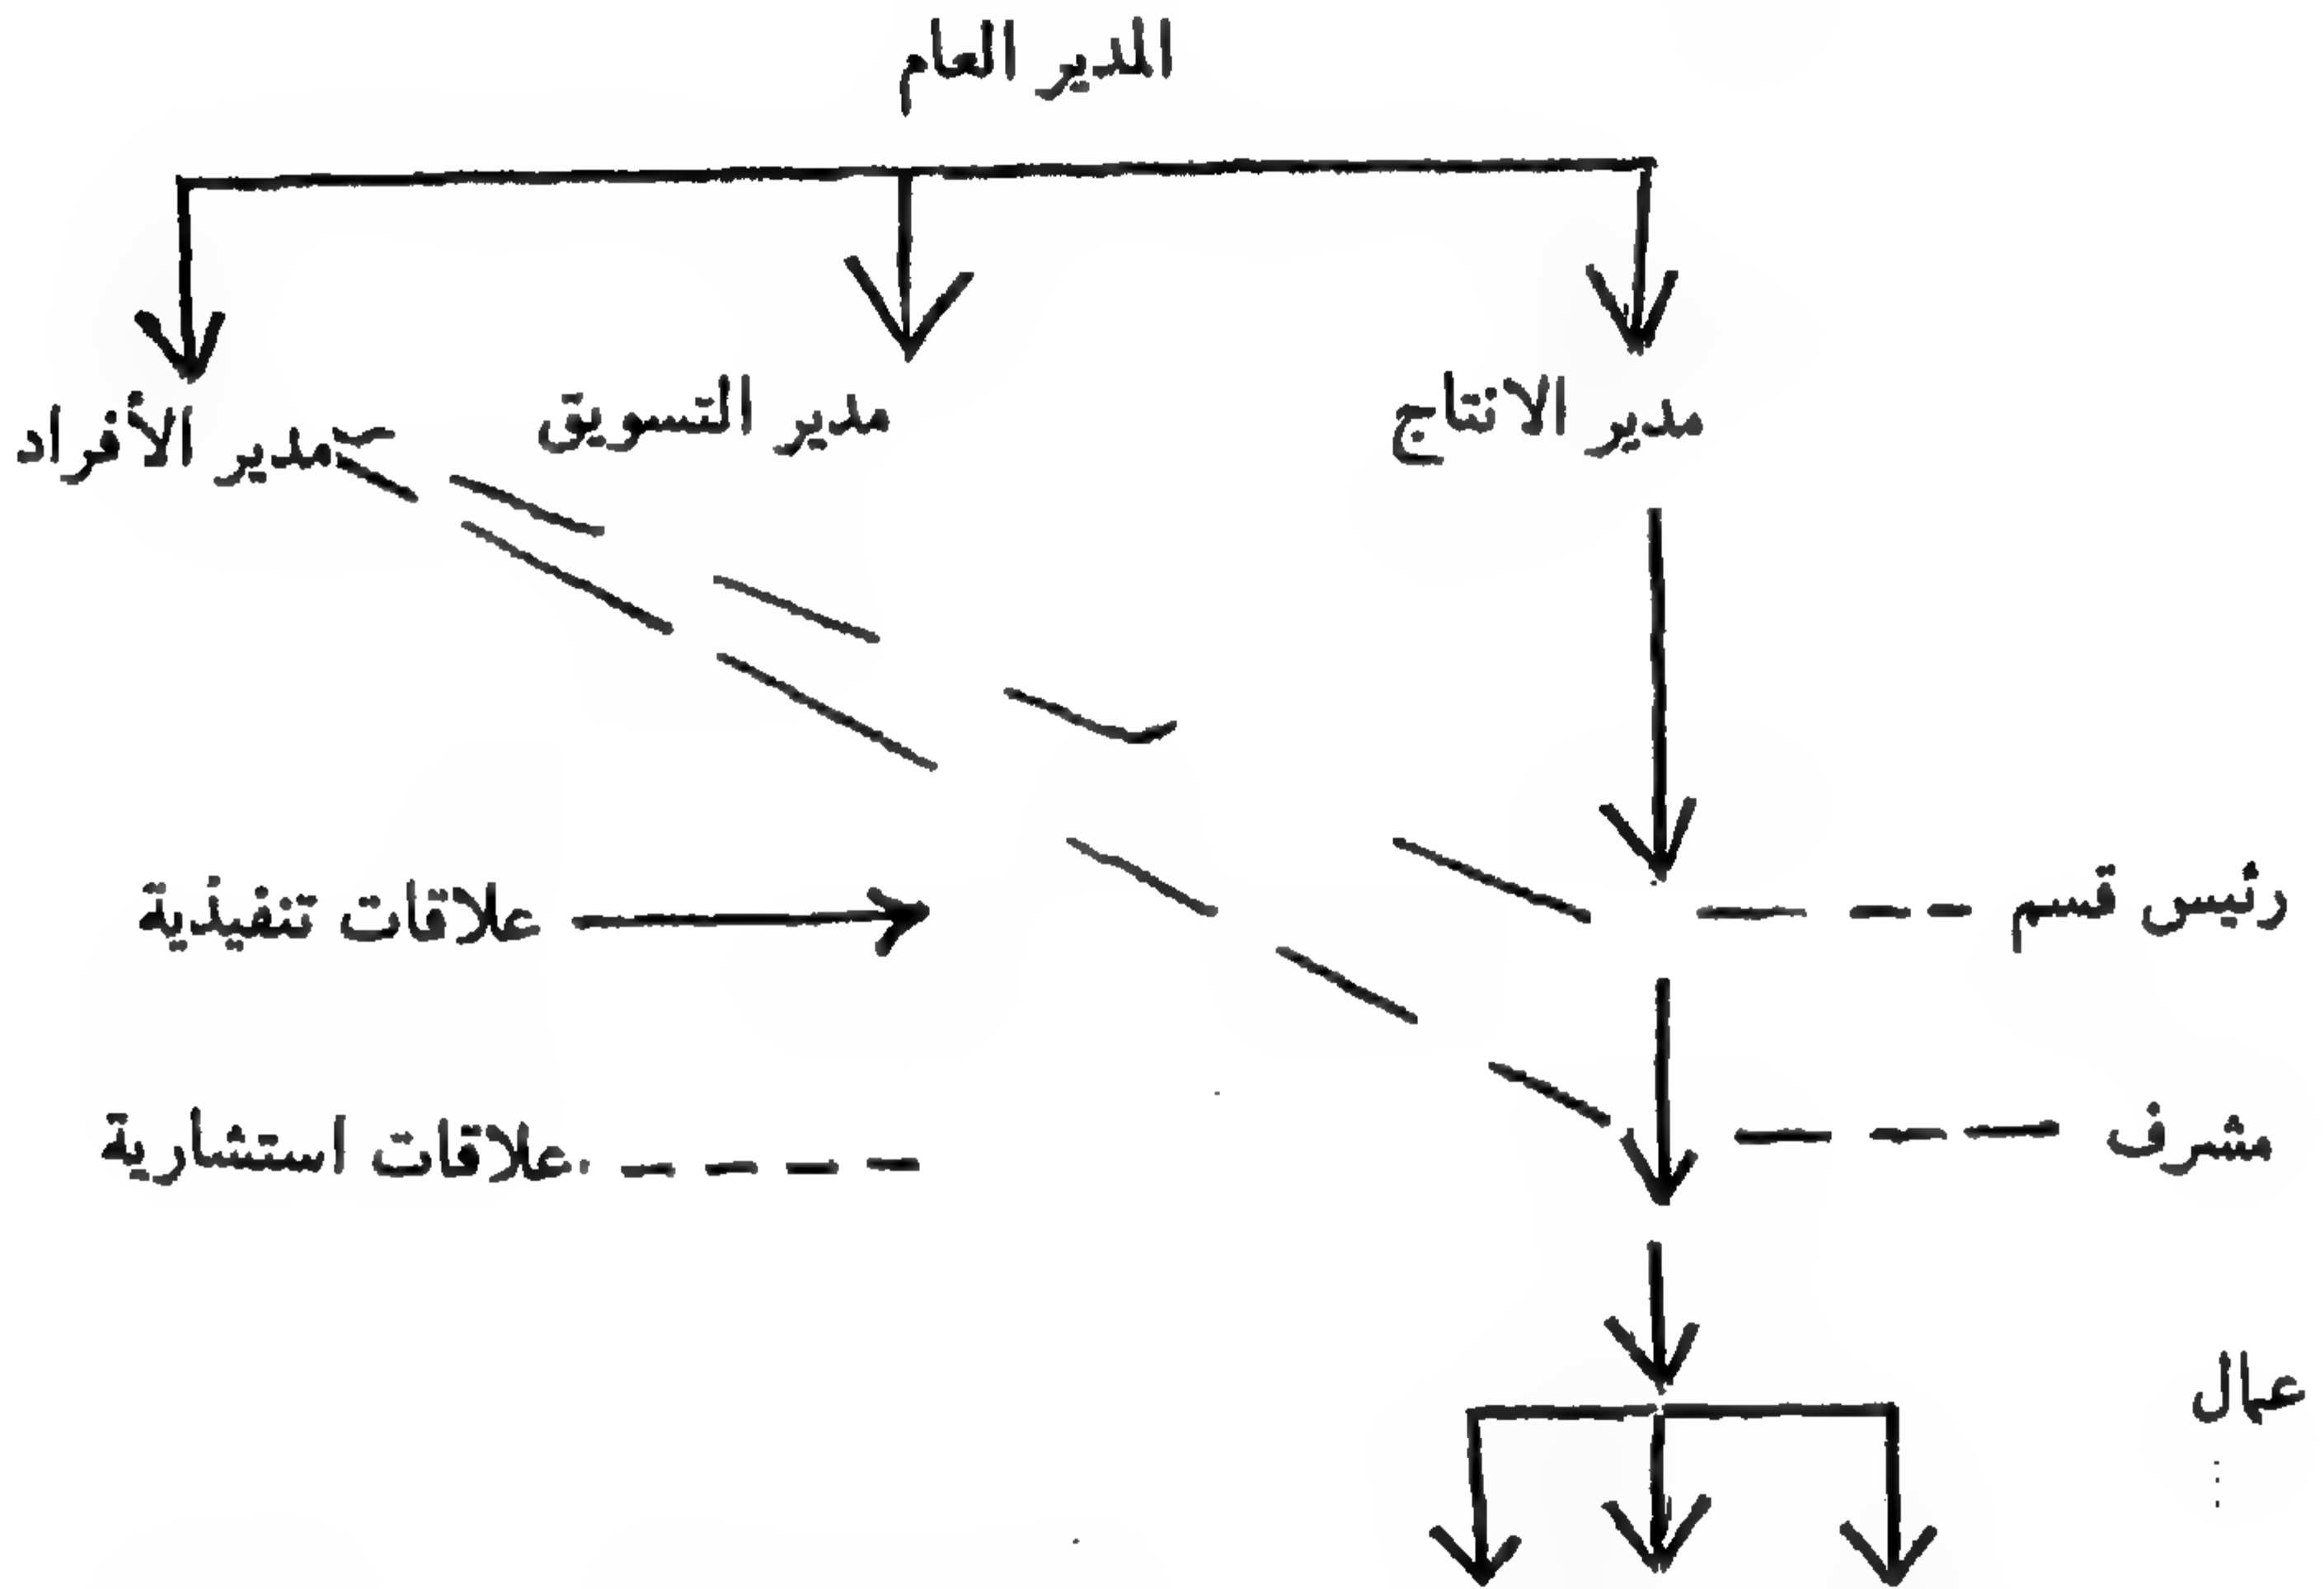 المدير العام
مدير الانتاج
مدير التسويق
مدير الأفراد
رئيس قسم
علاقات تنفيذية
مشرف
علاقات استشارية
عمال